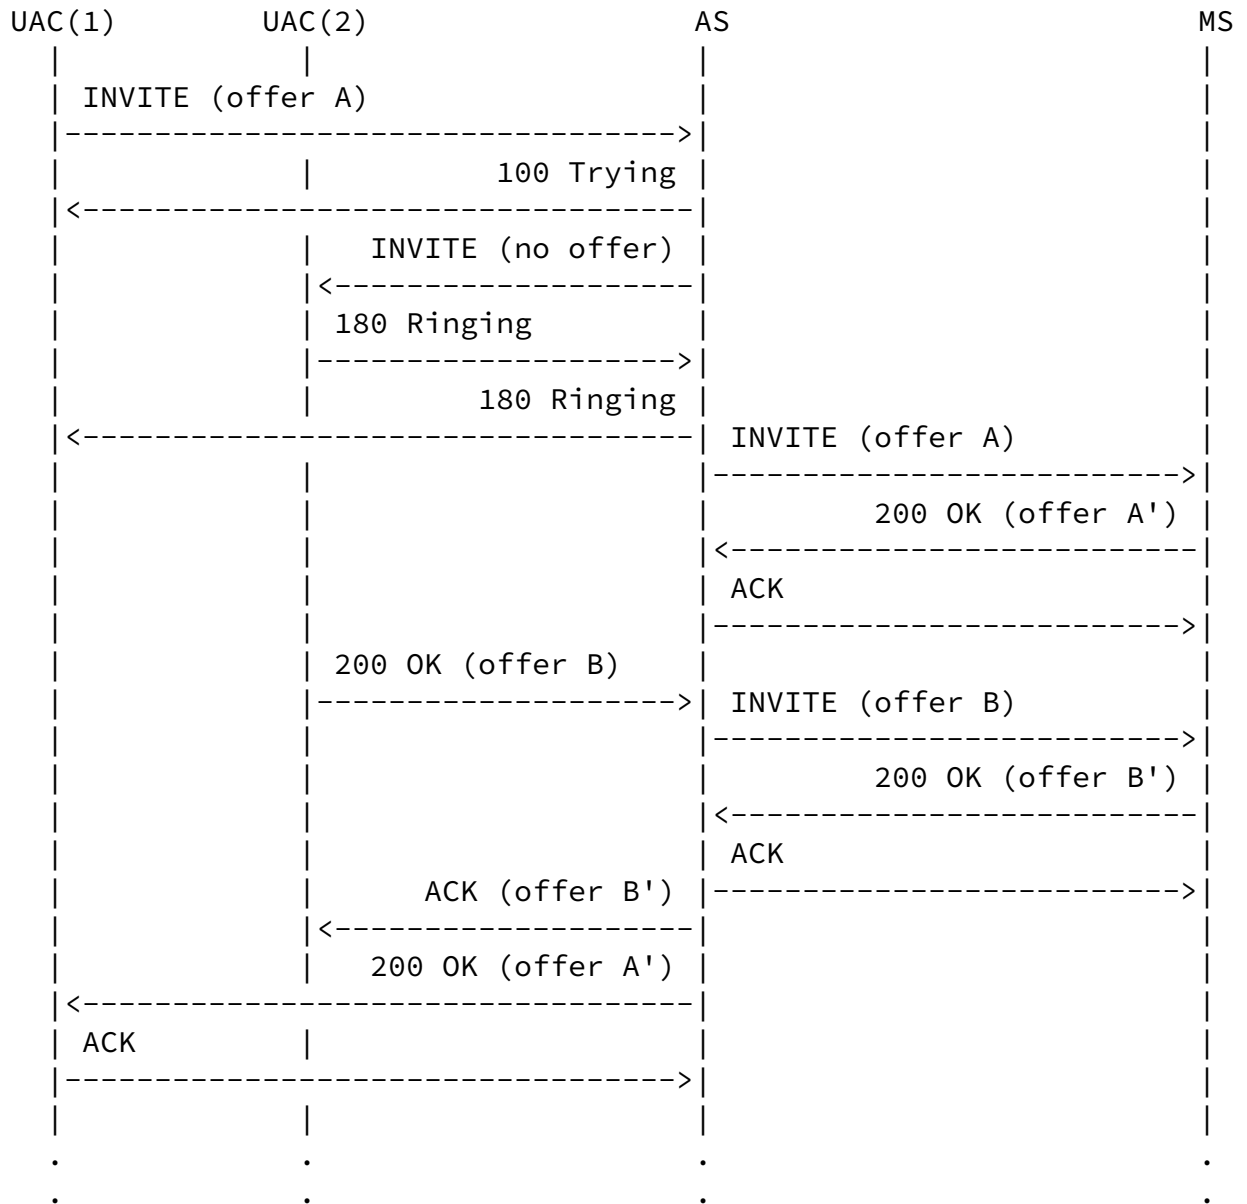 UAC(1) UAC(2) AS MS
INVITE (offer A)
100 Trying
INVITE (no offer)
180 Ringing
180 Ringing
INVITE (offer A)
200 OK (offer A')
ACK
200 OK (offer B)
INVITE (offer B)
200 OK (offer B')
ACK
ACK (offer B')
200 OK (offer A')
ACK